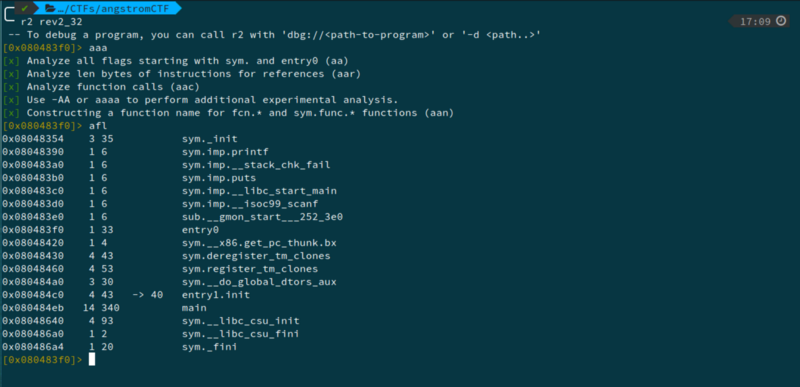 ✓ …/CTFs/angstromCTF
r2 rev2_32 17:09
-- To debug a program, you can call r2 with 'dbg://<path-to-program>' or '-d <path..>'
[0x080483f0]> aaa
[x] Analyze all flags starting with sym. and entry0 (aa)
[x] Analyze len bytes of instructions for references (aar)
[x] Analyze function calls (aac)
[x] Use -AA or aaaa to perform additional experimental analysis.
[x] Constructing a function name for fcn.* and sym.func.* functions (aan)
[0x080483f0]> afl
0x08048354 3 35 sym._init
0x08048390 1 6 sym.imp.printf
0x080483a0 1 6 sym.imp.__stack_chk_fail
0x080483b0 1 6 sym.imp.puts
0x080483c0 1 6 sym.imp.__libc_start_main
0x080483d0 1 6 sym.imp.__isoc99_scanf
0x080483e0 1 6 sub.__gmon_start___252_3e0
0x080483f0 1 33 entry0
0x08048420 1 4 sym.__x86.get_pc_thunk.bx
0x08048430 4 43 sym.deregister_tm_clones
0x08048460 4 53 sym.register_tm_clones
0x080484a0 3 30 sym.__do_global_dtors_aux
0x080484c0 4 43 -> 40 entry1.init
0x080484eb 14 340 main
0x08048640 4 93 sym.__libc_csu_init
0x080486a0 1 2 sym.__libc_csu_fini
0x080486a4 1 20 sym._fini
[0x080483f0]>